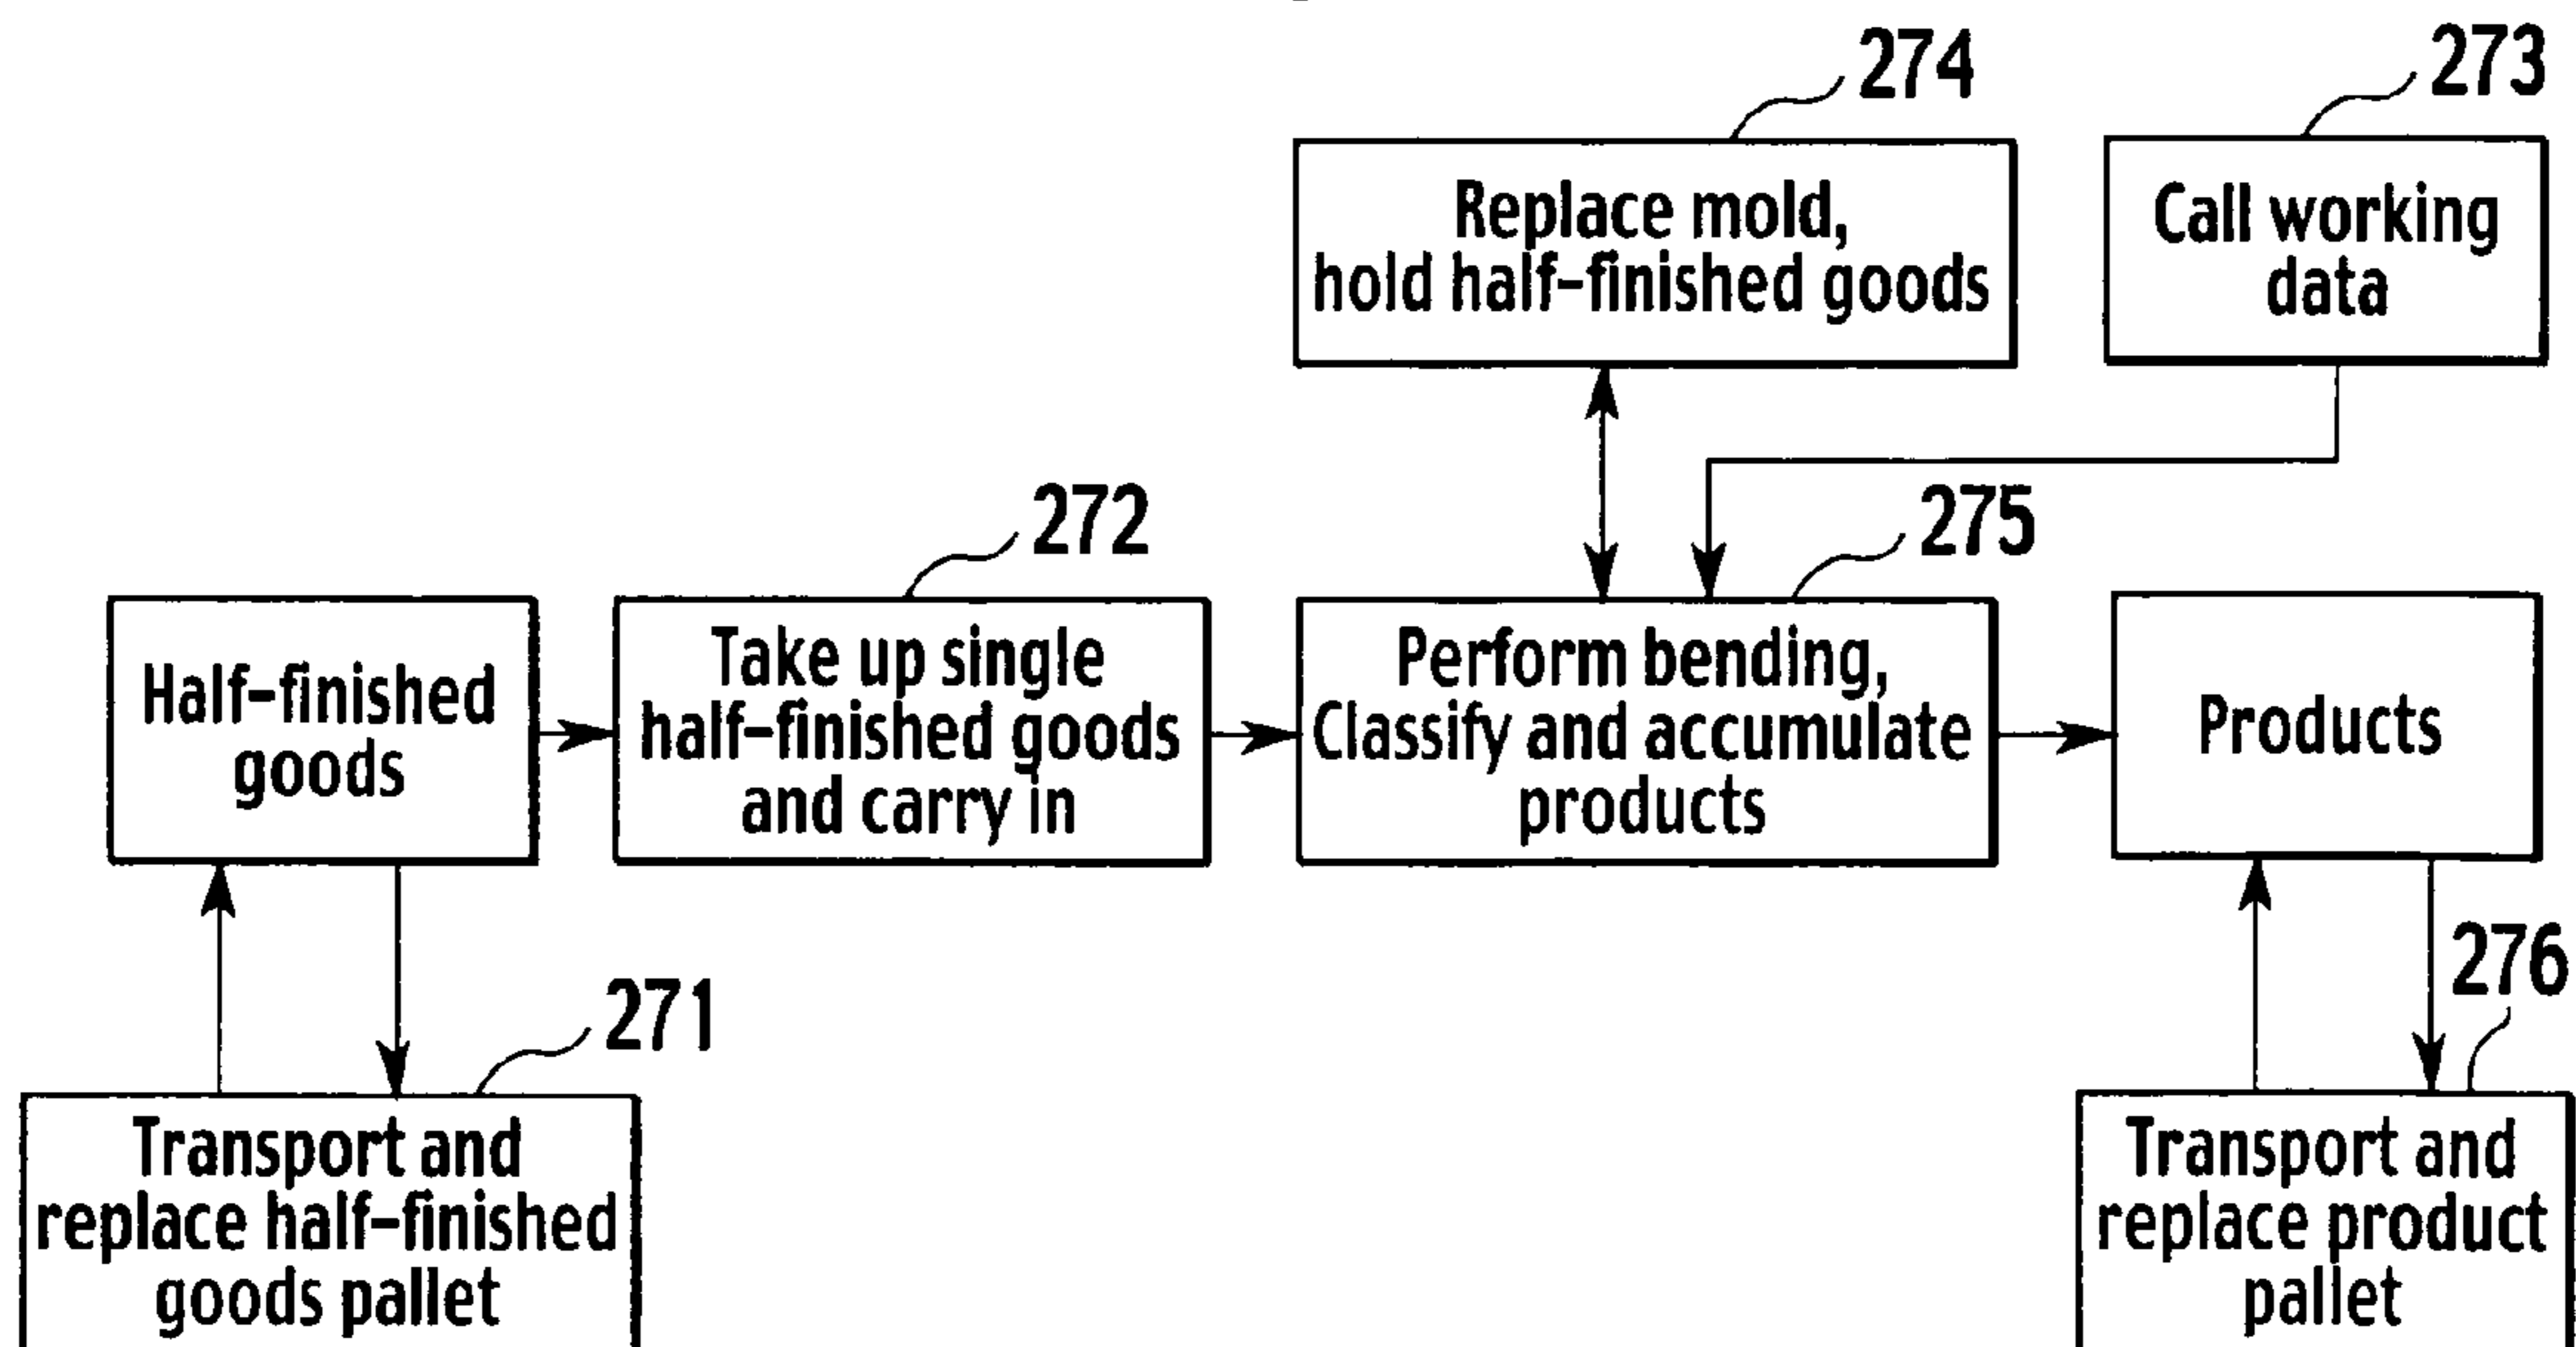 274
273
Replace mold,
hold half-finished goods
Call working
data
272
275
Half-finished
goods
Take up single
half-finished goods
and carry in
Perform bending,
Classify and accumulate
products
Products
271
276
Transport and
replace half-finished
goods pallet
Transport and
replace product
pallet